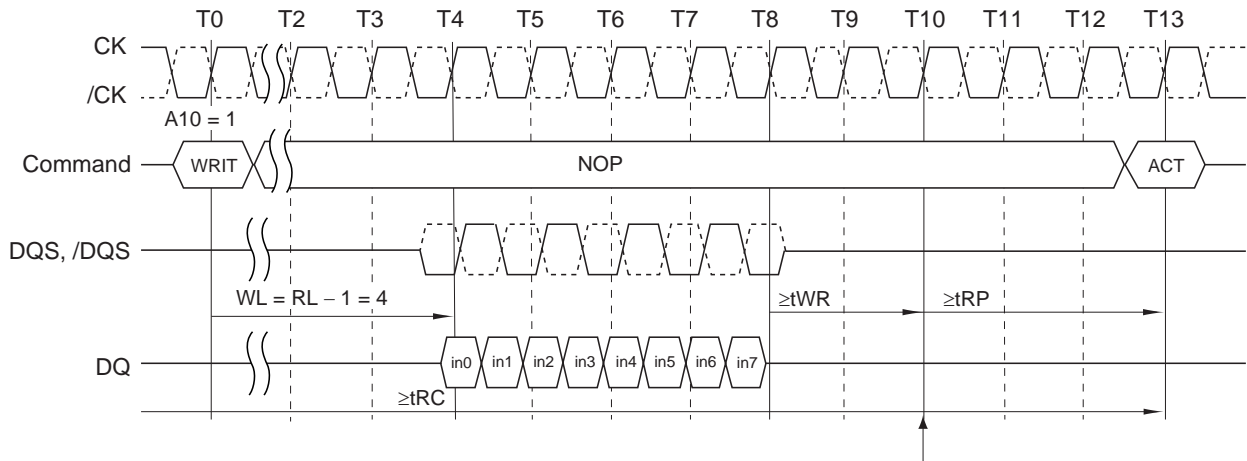 T0 T2 T3 T4 T5 T6 T7 T8 T9 T10 T11 T12 T13
CK
/CK
A10 = 1
Command WRIT NOP ACT
DQS, /DQS
WL = RL − 1 = 4 ≥tWR ≥tRP
DQ in0 in1 in2 in3 in4 in5 in6 in7
≥tRC